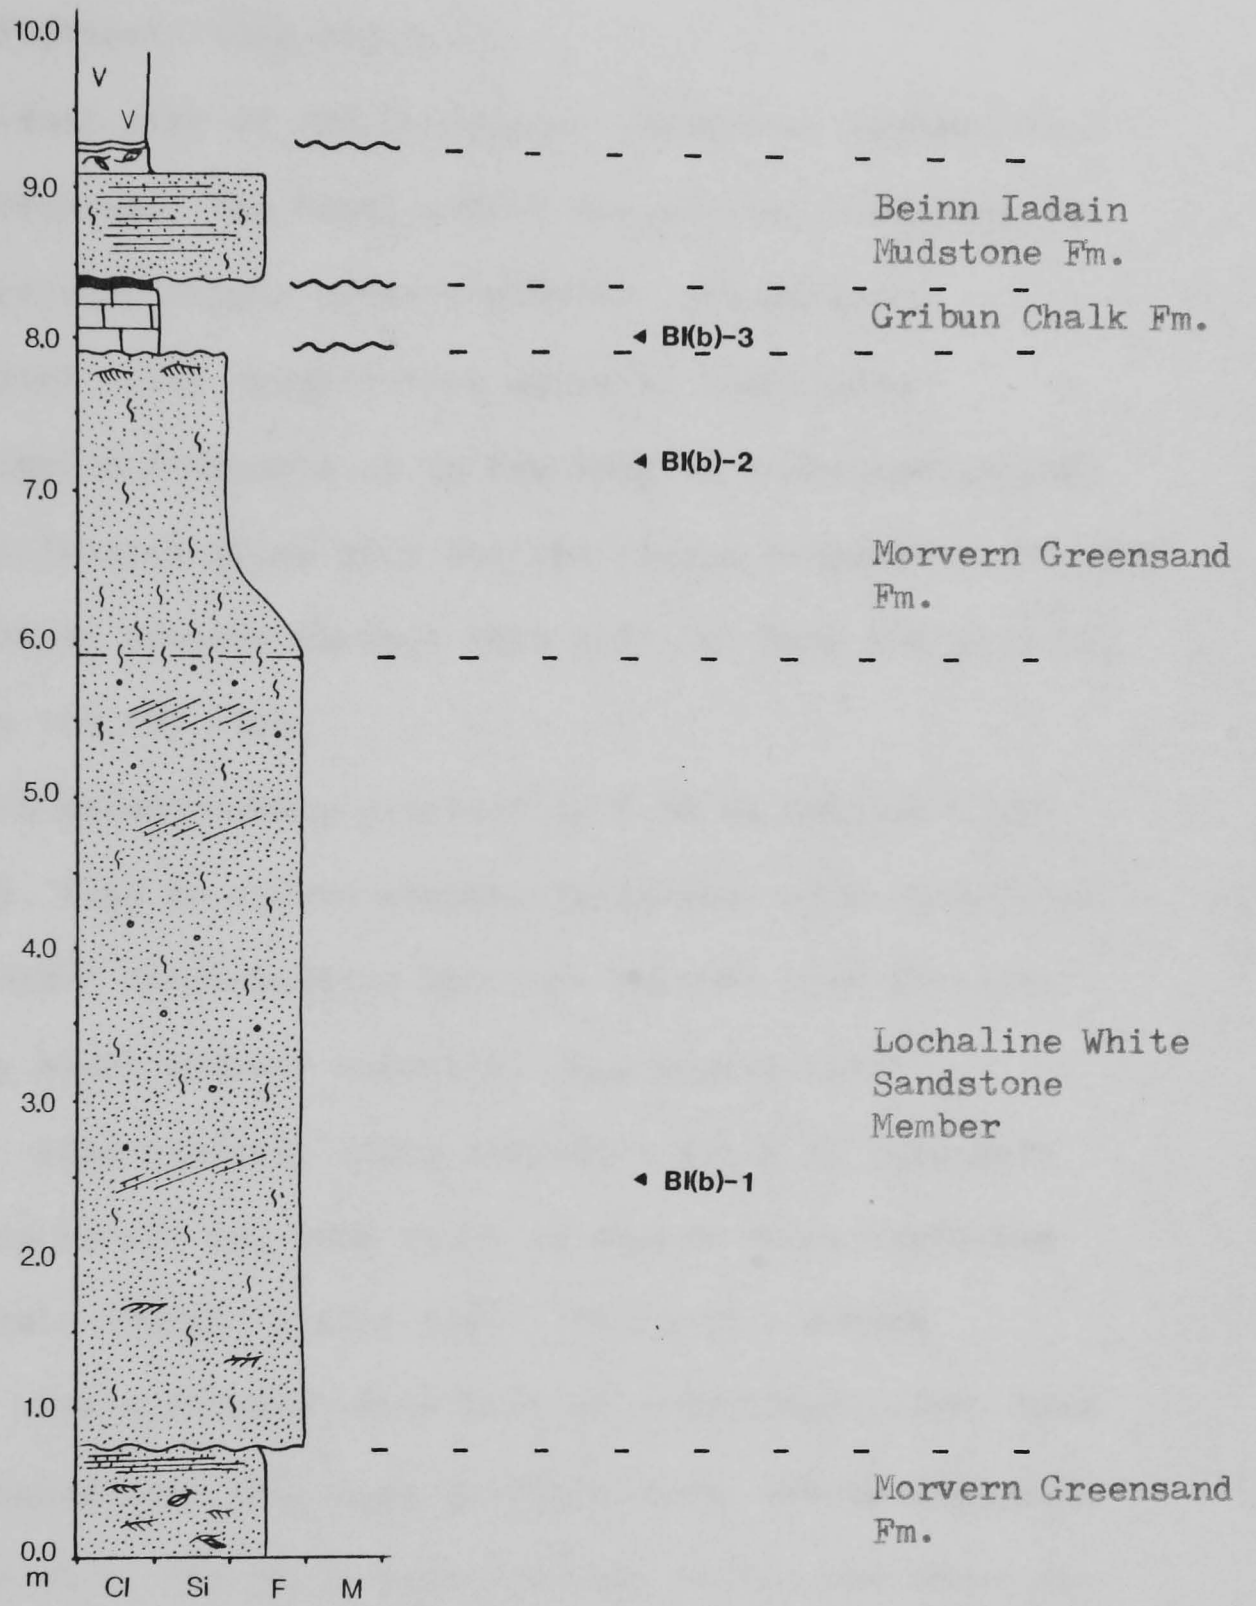 10.0
V
V
9.0
Beinn Iadain
Mudstone Fm.
Gribun Chalk Fm.
8.0
BI(b)-3
BI(b)-2
7.0
Morvern Greensand
Fm.
6.0
5.0
4.0
Lochaline White
Sandstone
Member
3.0
BI(b)-1
2.0
1.0
Morvern Greensand
Fm.
0.0
m
Cl Si F M